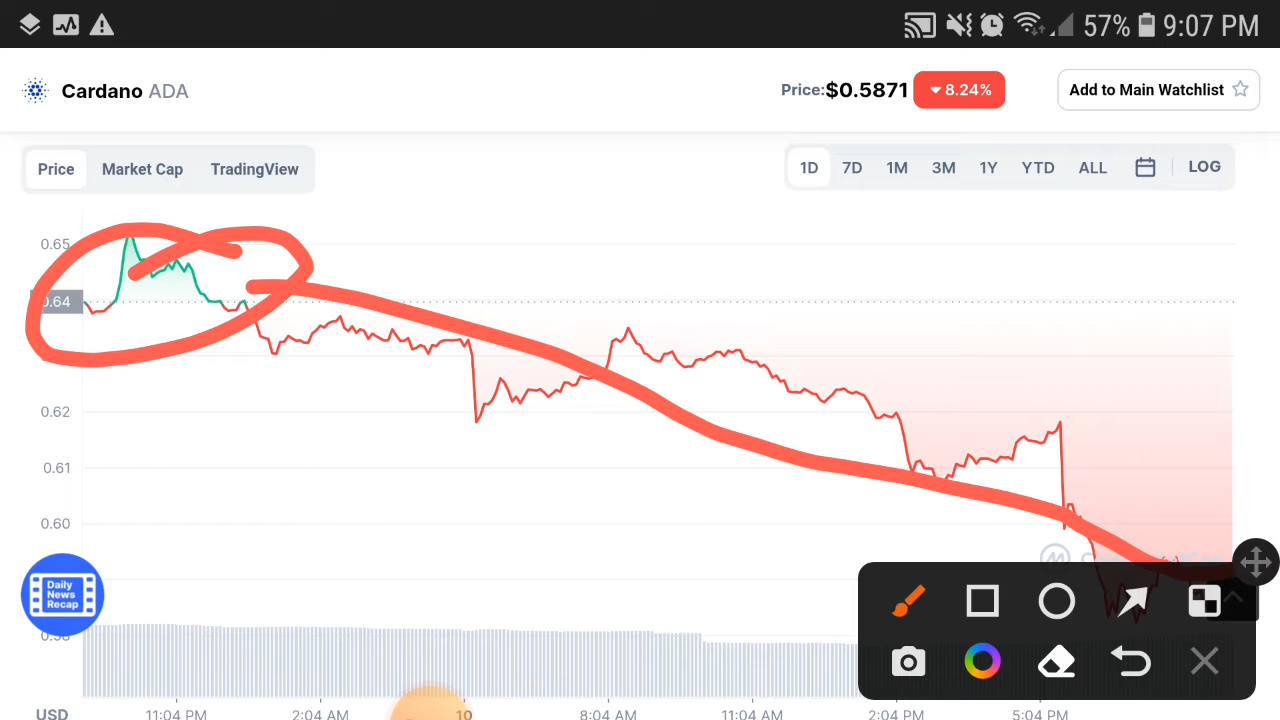 57% 9:07 PM
Cardano ADA
Price:$0.5871 8.24%
Add to Main Watchlist
Price Market Cap TradingView
1D 7D 1M 3M 1Y YTD ALL LOG
0.65
0.64
0.62
0.61
0.60
Daily
News
Recap
USD
11:04 PM 2:04 AM 10 8:04 AM 11:04 AM 2:04 PM 5:04 PM